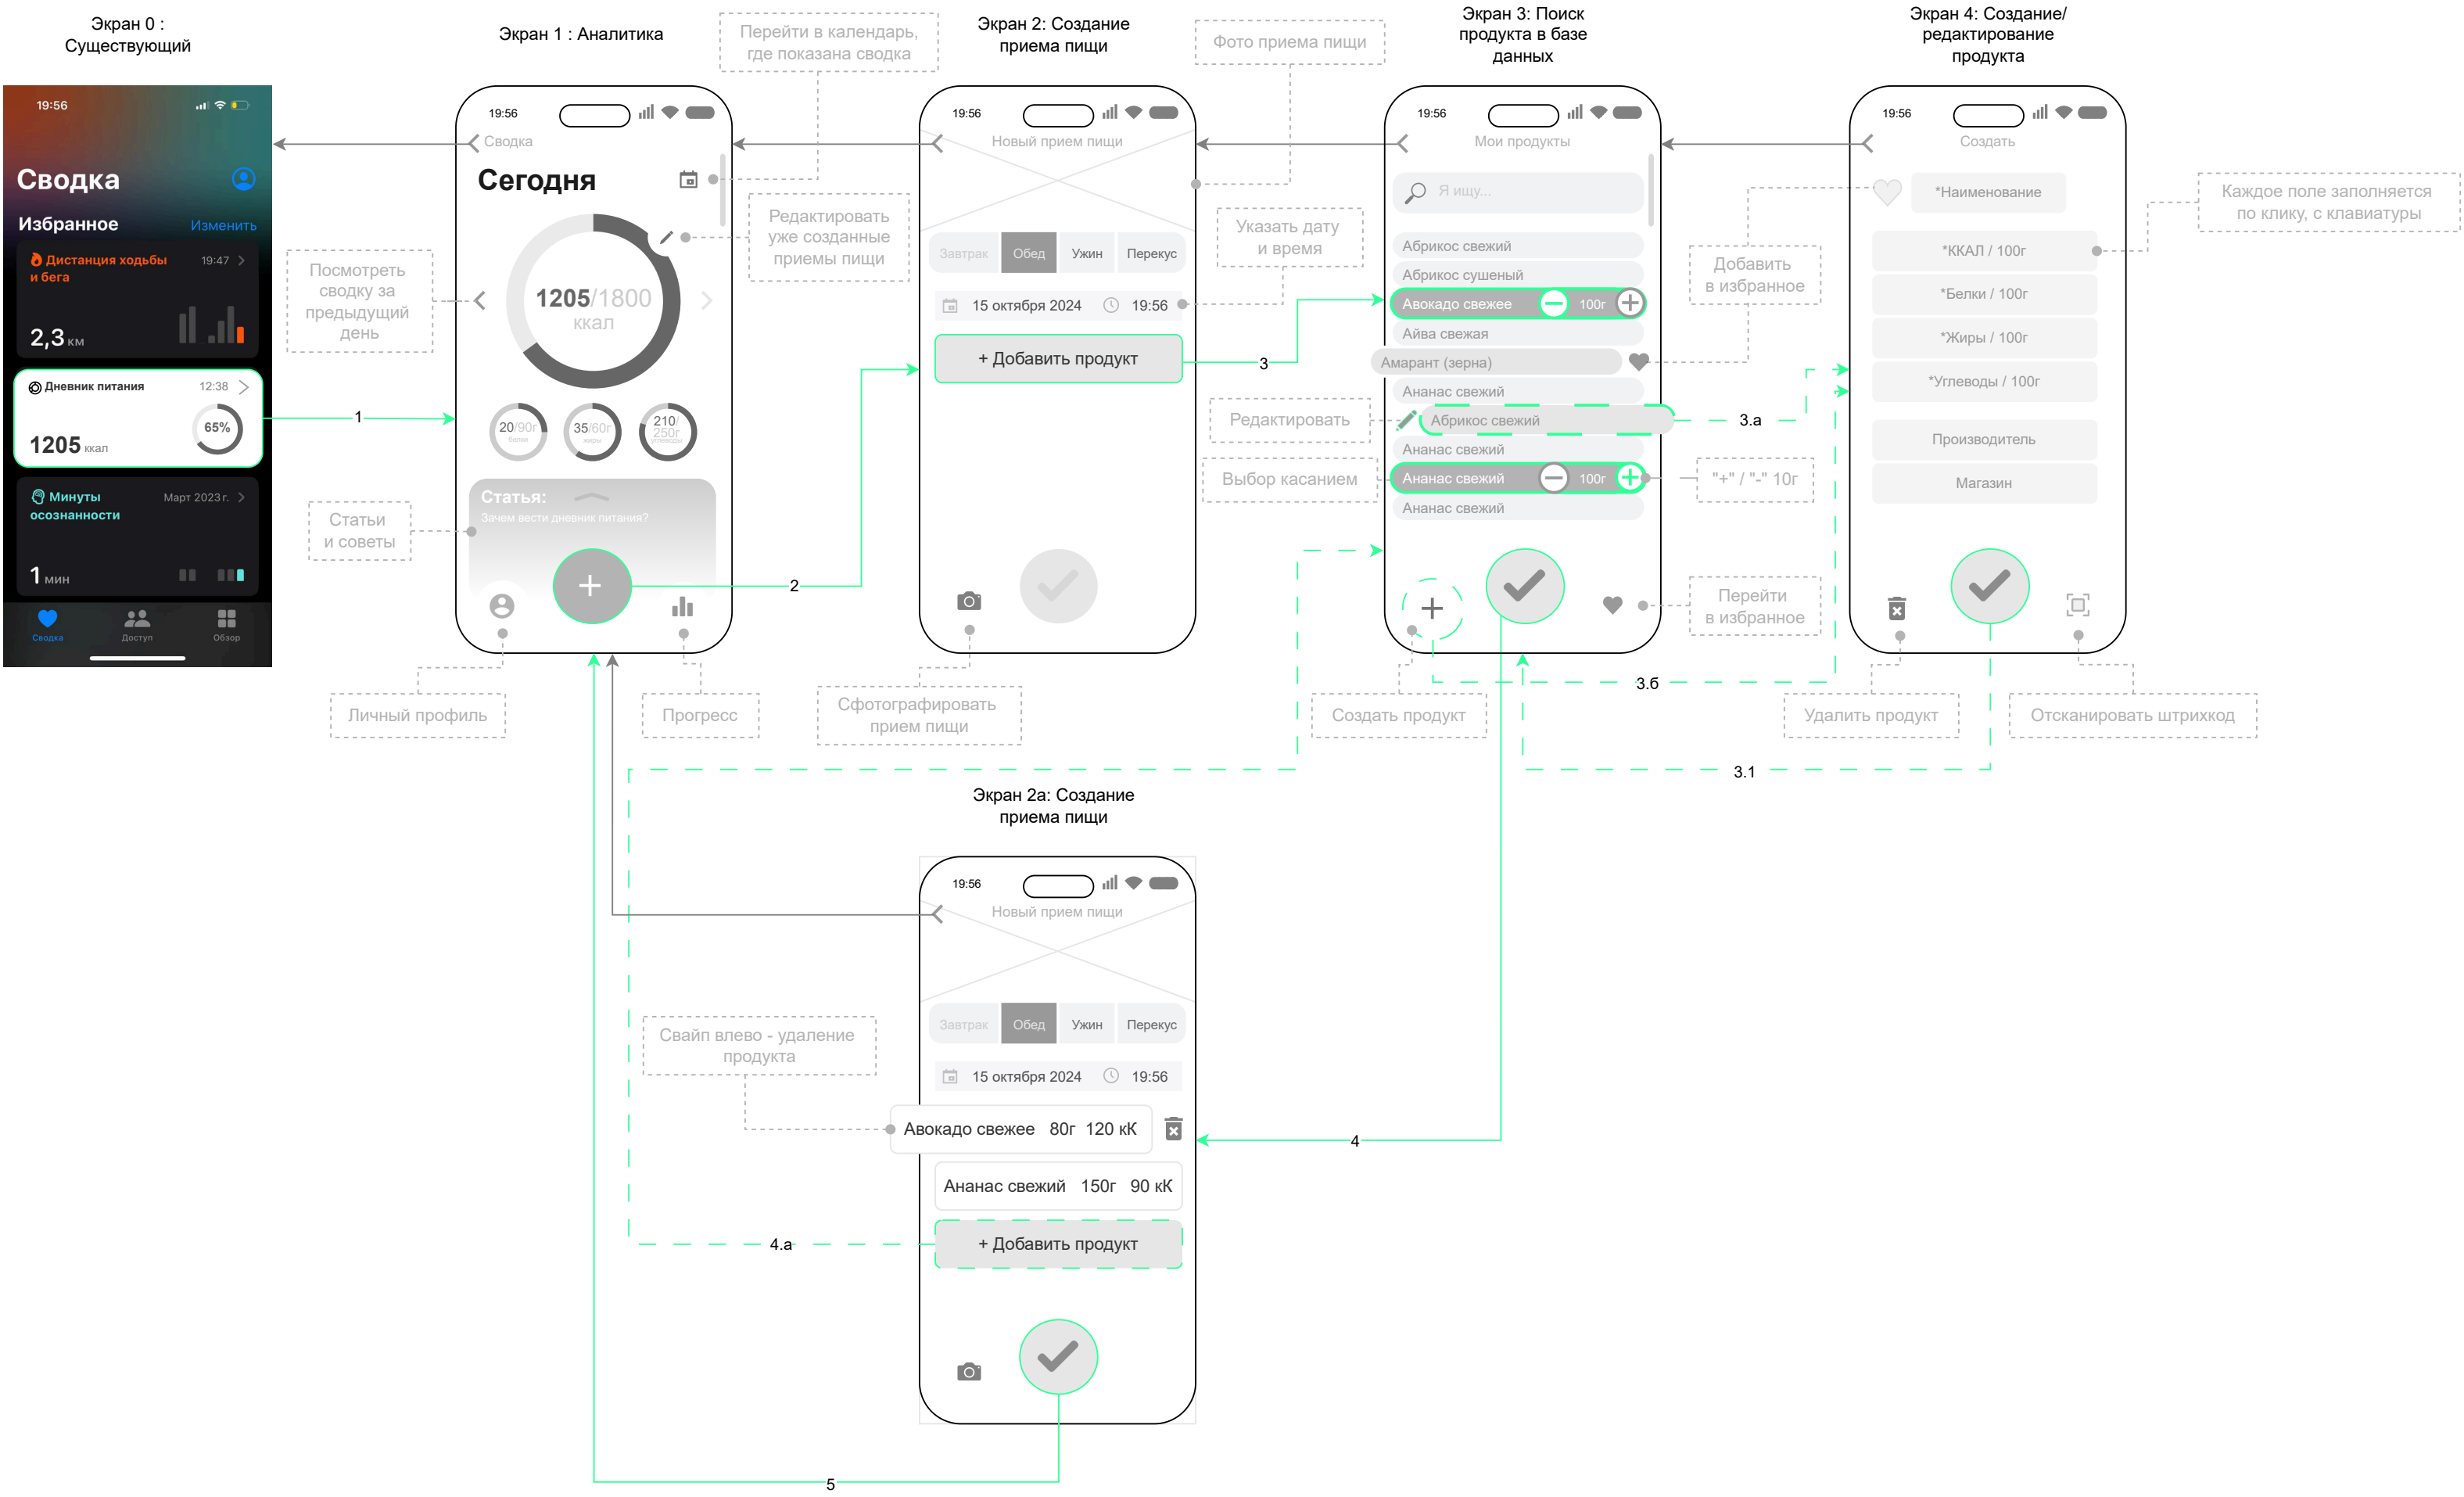 Экран 0 :
Существующий
Экран 1 : Аналитика
Перейти в календарь,
где показана сводка
Экран 2: Создание
приема пищи
Фото приема пищи
Экран 3: Поиск
продукта в базе
данных
Экран 4: Создание/
редактирование
продукта
19:56
Сводка
Избранное
Изменить
Дистанция ходьбы
и бега
19:47
2,3 км
Дневник питания
12:38
1205 ккал
65%
Минуты
осознанности
Март 2023 г.
1 мин
Сводка
Доступ
Обзор
1
Посмотреть
сводку за
предыдущий
день
Статьи
и советы
19:56
Сводка
Сегодня
1205/1800
ккал
20/90г
белки
35/60г
жиры
210/
250г
углеводы
Статья:
Зачем вести дневник питания?
+
Редактировать
уже созданные
приемы пищи
2
Личный профиль
Прогресс
19:56
Новый прием пищи
Завтрак
Обед
Ужин
Перекус
15 октября 2024
19:56
+ Добавить продукт
Указать дату
и время
3
Сфотографировать
прием пищи
Редактировать
Выбор касанием
19:56
Мои продукты
Я ищу...
Абрикос свежий
Абрикос сушеный
Авокадо свежее
100г
Айва свежая
Амарант (зерна)
Ананас свежий
Абрикос свежий
Ананас свежий
Ананас свежий
100г
Ананас свежий
+
Добавить
в избранное
3.а
"+" / "-" 10г
Перейти
в избранное
Создать продукт
3.б
3.1
19:56
Создать
*Наименование
*ККАЛ / 100г
*Белки / 100г
*Жиры / 100г
*Углеводы / 100г
Производитель
Магазин
Каждое поле заполняется
по клику, с клавиатуры
Удалить продукт
Отсканировать штрихкод
Экран 2а: Создание
приема пищи
19:56
Новый прием пищи
Завтрак
Обед
Ужин
Перекус
15 октября 2024
19:56
Свайп влево - удаление
продукта
Авокадо свежее 80г 120 кК
Ананас свежий 150г 90 кК
+ Добавить продукт
4
4.а
5